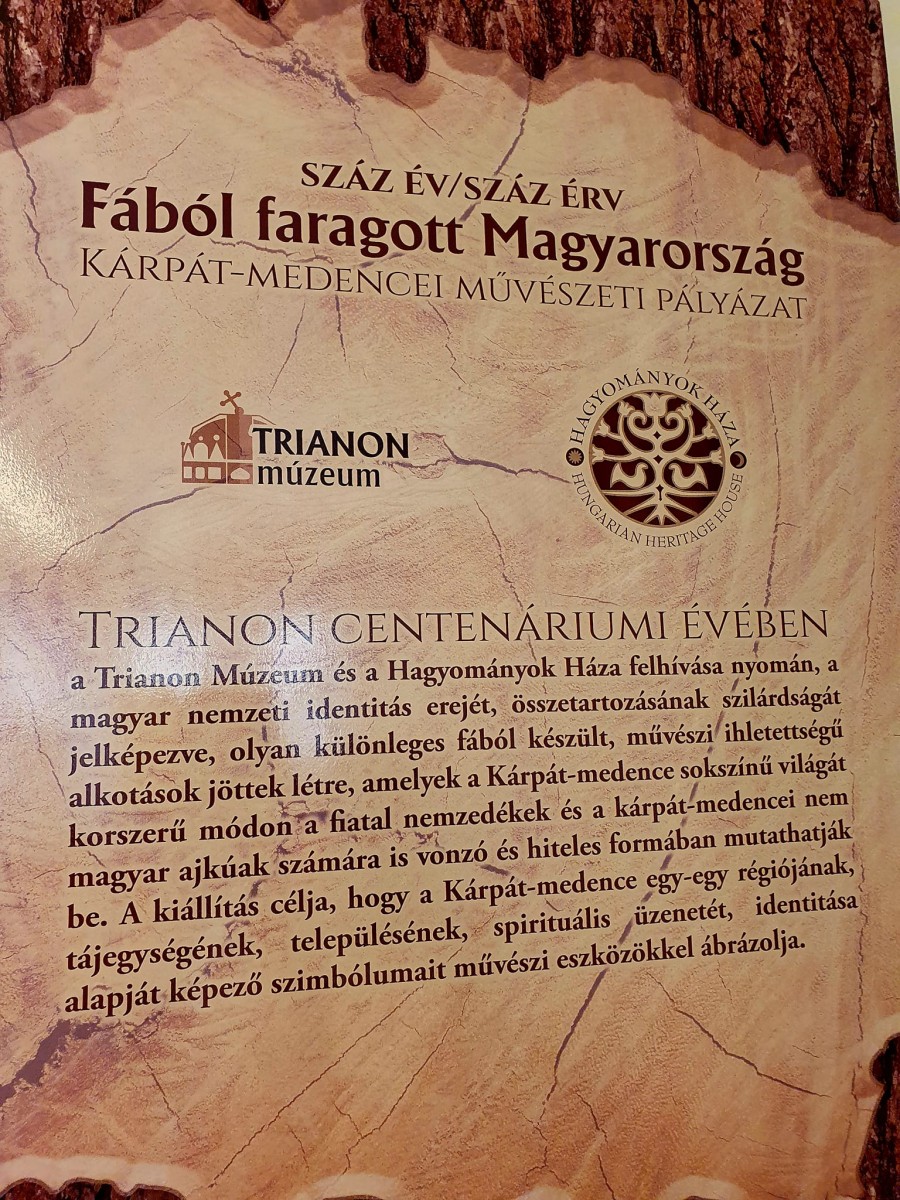 SZÁZ ÉV/SZÁZ ÉRV
Fából faragott Magyarország
KÁRPÁT-MEDENCEI MŰVÉSZETI PÁLYÁZAT
TRIANON
múzeum
HAGYOMÁNYOK HÁZA
HUNGARIAN HERITAGE HOUSE
TRIANON CENTENÁRIUMI ÉVÉBEN
a Trianon Múzeum és a Hagyományok Háza felhívása nyomán, a
magyar nemzeti identitás erejét, összetartozásának szilárdságát
jelképezve, olyan különleges fából készült, művészi ihletettségű
alkotások jöttek létre, amelyek a Kárpát-medence sokszínű világát
korszerű módon a fiatal nemzedékek és a kárpát-medencei nem
magyar ajkúak számára is vonzó és hiteles formában mutathatják
be. A kiállítás célja, hogy a Kárpát-medence egy-egy régiójának,
tájegységének, településének, spirituális üzenetét, identitása
alapját képező szimbólumait művészi eszközökkel ábrázolja.